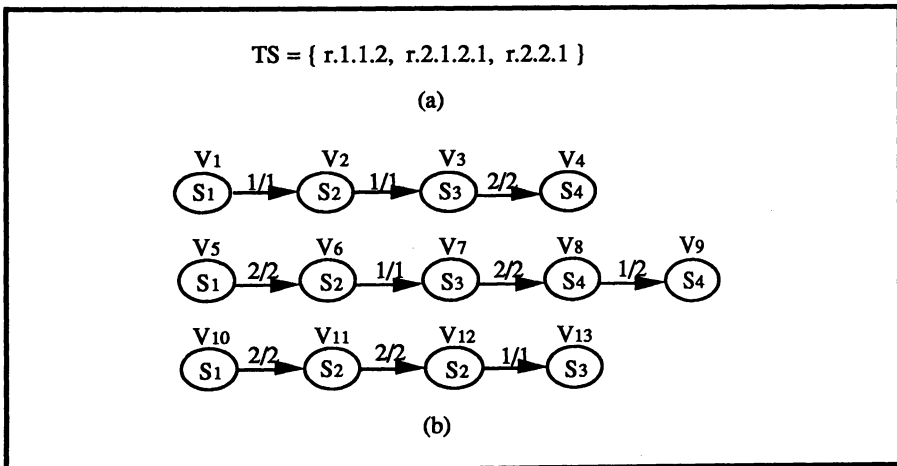 TS = { r.1.1.2, r.2.1.2.1, r.2.2.1 }
(a)
V1 V2 V3 V4
S1 1/1 S2 1/1 S3 2/2 S4
V5 V6 V7 V8 V9
S1 2/2 S2 1/1 S3 2/2 S4 1/2 S4
V10 V11 V12 V13
S1 2/2 S2 2/2 S2 1/1 S3
(b)